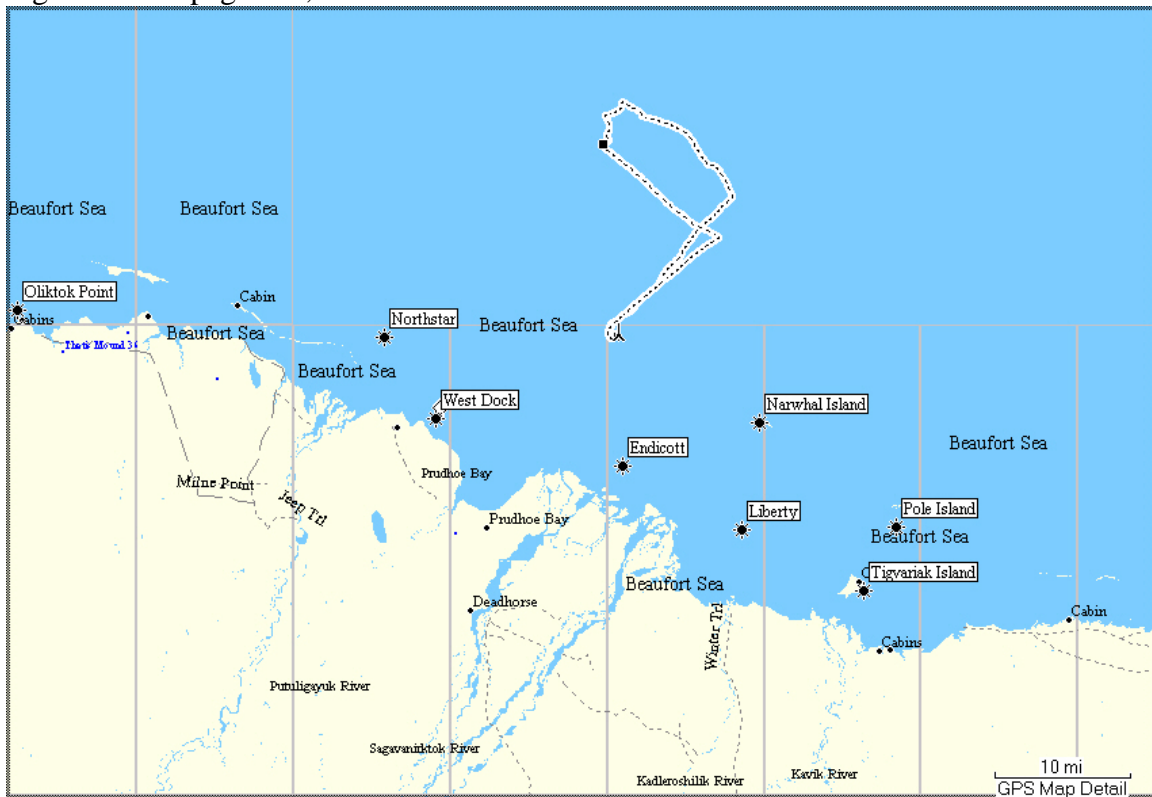 Beaufort Sea
Beaufort Sea
Oliktok Point
Cabin
Cabins
Northstar
Beaufort Sea
Beaufort Sea
Thetis Mound 36
Beaufort Sea
West Dock
Narwhal Island
Endicott
Beaufort Sea
Prudhoe Bay
Milne Point
Jeep Trl
Prudhoe Bay
Liberty
Pole Island
Beaufort Sea
Tigvariak Island
Beaufort Sea
Deadhorse
Winter Trl
Cabin
Cabins
Putuligayuk River
Sagavanirktok River
Kadleroshilik River
Kavik River
10 mi
GPS Map Detail